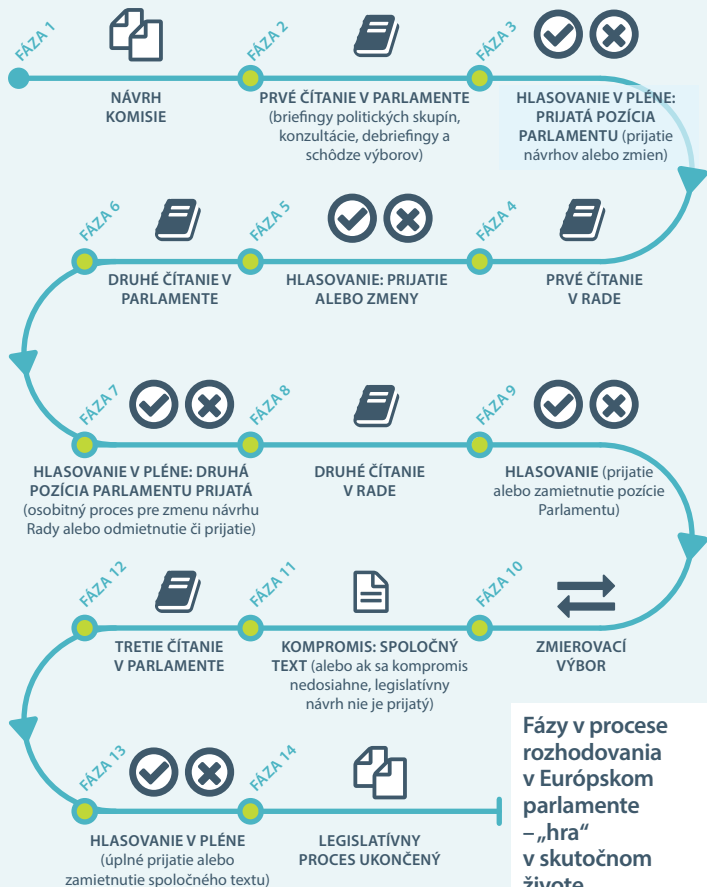 FÁZA 1
NÁVRH
KOMISIE
FÁZA 2
PRVÉ ČÍTANIE V PARLAMENTE
(briefingy politických skupín,
konzultácie, debriefingy a
schôdze výborov)
FÁZA 3
HLASOVANIE V PLÉNE:
PRIJATÁ POZÍCIA
PARLAMENTU (prijatie
návrhov alebo zmien)
FÁZA 4
PRVÉ ČÍTANIE
V RADE
FÁZA 5
HLASOVANIE: PRIJATIE
ALEBO ZMENY
FÁZA 6
DRUHÉ ČÍTANIE V
PARLAMENTE
FÁZA 7
HLASOVANIE V PLÉNE: DRUHÁ
POZÍCIA PARLAMENTU PRIJATÁ
(osobitný proces pre zmenu návrhu
Rady alebo odmietnutie či prijatie)
FÁZA 8
DRUHÉ ČÍTANIE
V RADE
FÁZA 9
HLASOVANIE (prijatie
alebo zamietnutie pozície
Parlamentu)
FÁZA 10
ZMIEROVACÍ
VÝBOR
FÁZA 11
KOMPROMIS: SPOLOČNÝ
TEXT (alebo ak sa kompromis
nedosiahne, legislatívny
návrh nie je prijatý)
FÁZA 12
TRETIE ČÍTANIE
V PARLAMENTE
FÁZA 13
HLASOVANIE V PLÉNE
(úplné prijatie alebo
zamietnutie spoločného textu)
FÁZA 14
LEGISLATÍVNY
PROCES UKONČENÝ
Fázy v procese
rozhodovania
v Európskom
parlamente
– „hra“
v skutočnom
živote